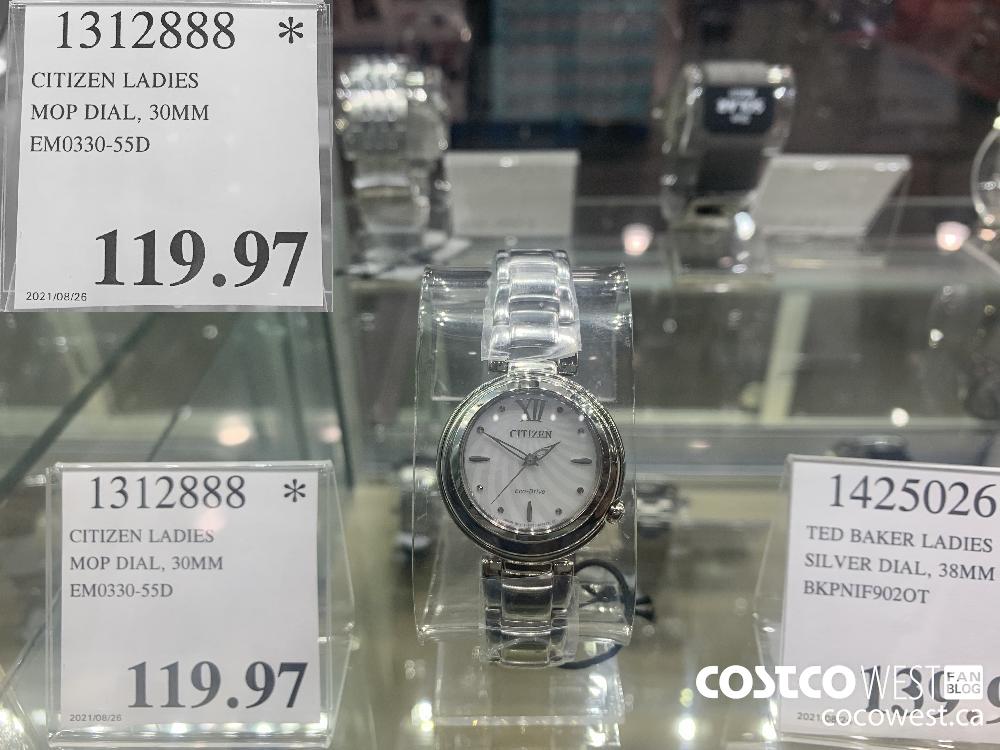 1312888 *
CITIZEN LADIES
MOP DIAL, 30MM
EM0330-55D
119.97
2021/08/26
XII
CITIZEN
Eco-Drive
1312888 *
CITIZEN LADIES
MOP DIAL, 30MM
EM0330-55D
119.97
2021/08/26
1425026
TED BAKER LADIES
SILVER DIAL, 38MM
BKPNIF902OT
COSTCO WEST FAN BLOG
cocowest.ca